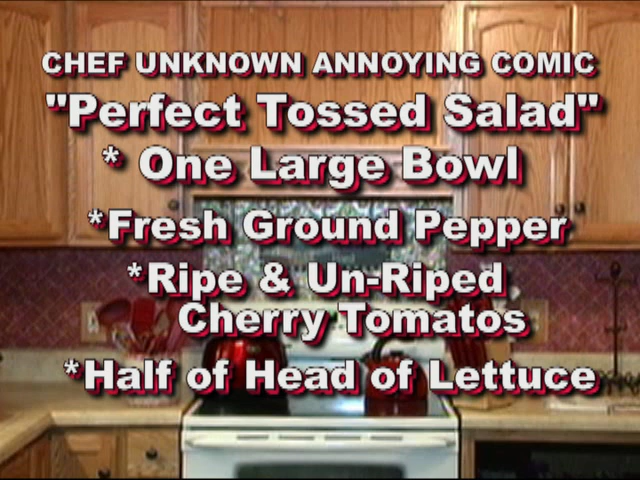 CHEF UNKNOWN ANNOYING COMIC
"Perfect Tossed Salad"
* One Large Bowl
*Fresh Ground Pepper
*Ripe & Un-Riped
Cherry Tomatos
*Half of Head of Lettuce